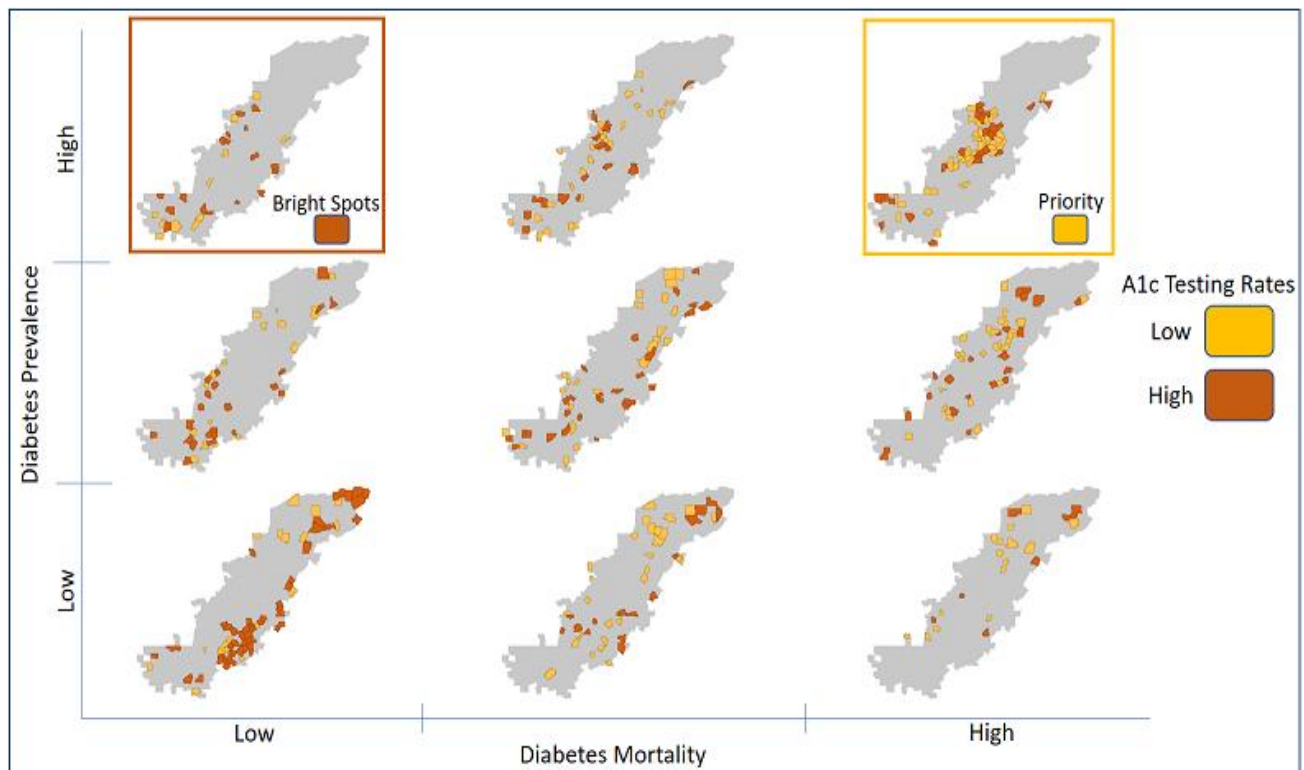 High
Bright Spots
Priority
Diabetes Prevalence
A1c Testing Rates
Low
High
Low
Low
High
Diabetes Mortality